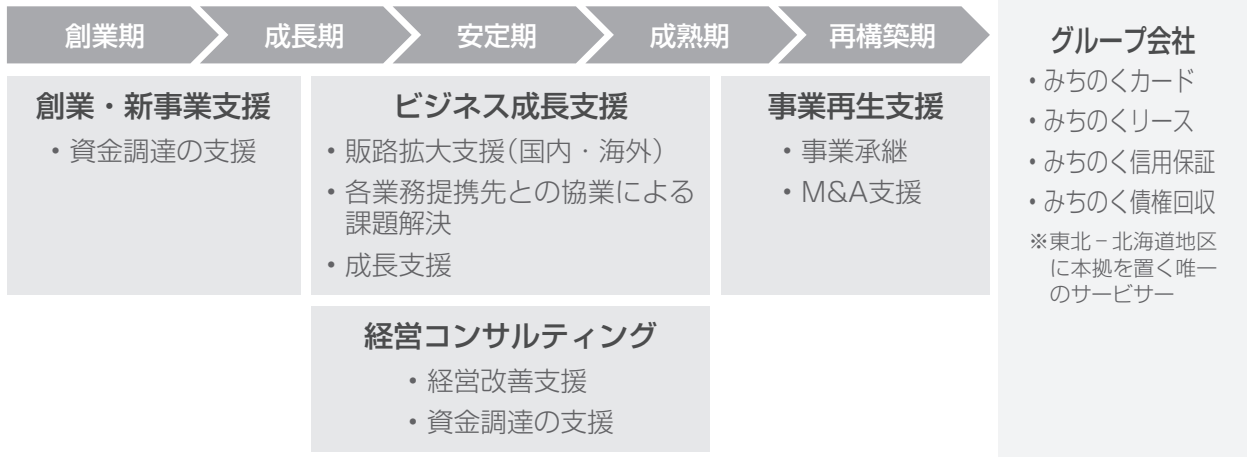 創業期 成長期 安定期 成熟期 再構築期
創業・新事業支援
・資金調達の支援
ビジネス成長支援
・販路拡大支援(国内・海外)
・各業務提携先との協業による
課題解決
・成長支援
事業再生支援
・事業承継
・M&A支援
経営コンサルティング
・経営改善支援
・資金調達の支援
グループ会社
・みちのくカード
・みちのくリース
・みちのく信用保証
・みちのく債権回収
※東北−北海道地区
に本拠を置く唯一
のサービサー